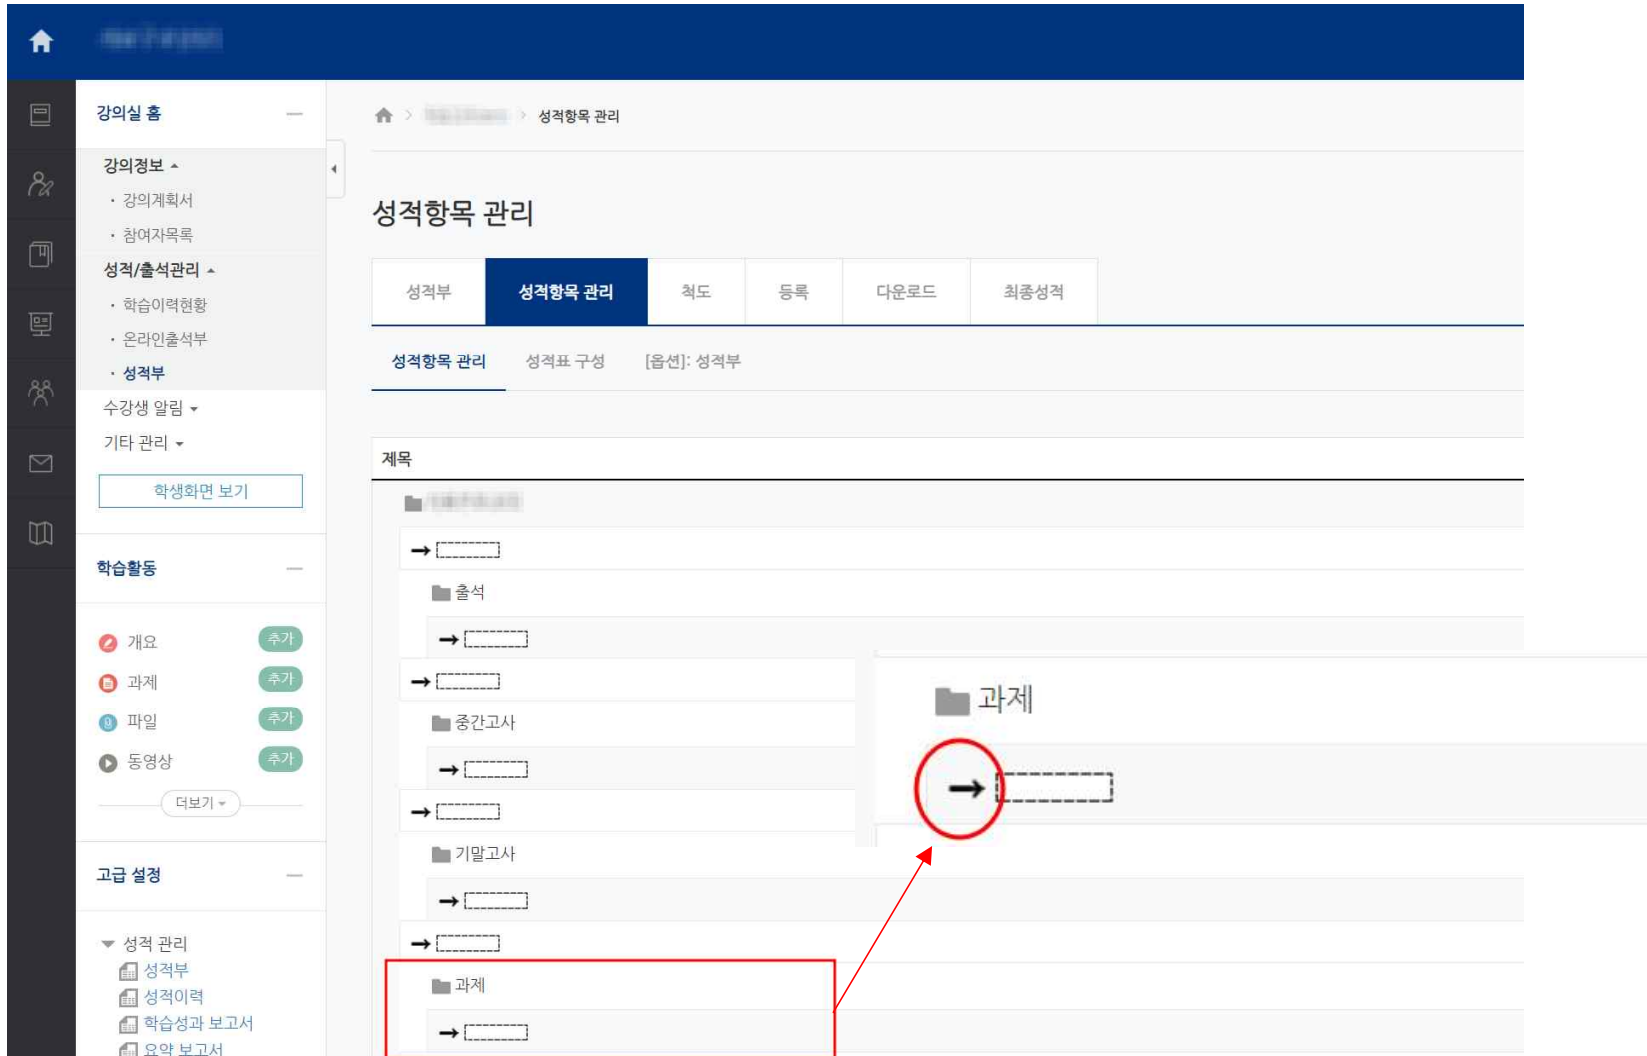 강의실 홈
강의정보
· 강의계획서
· 참여자목록
성적/출석관리
· 학습이력현황
· 온라인출석부
· 성적부
수강생 알림
기타 관리
학생화면 보기
학습활동
개요 추가
과제 추가
파일 추가
동영상 추가
더보기
고급 설정
성적 관리
성적부
성적이력
학습성과 보고서
요약 보고서
> > 성적항목 관리
성적항목 관리
성적부 성적항목 관리 척도 등록 다운로드 최종성적
성적항목 관리 성적표 구성 [옵션]: 성적부
제목
출석
중간고사
기말고사
과제
과제